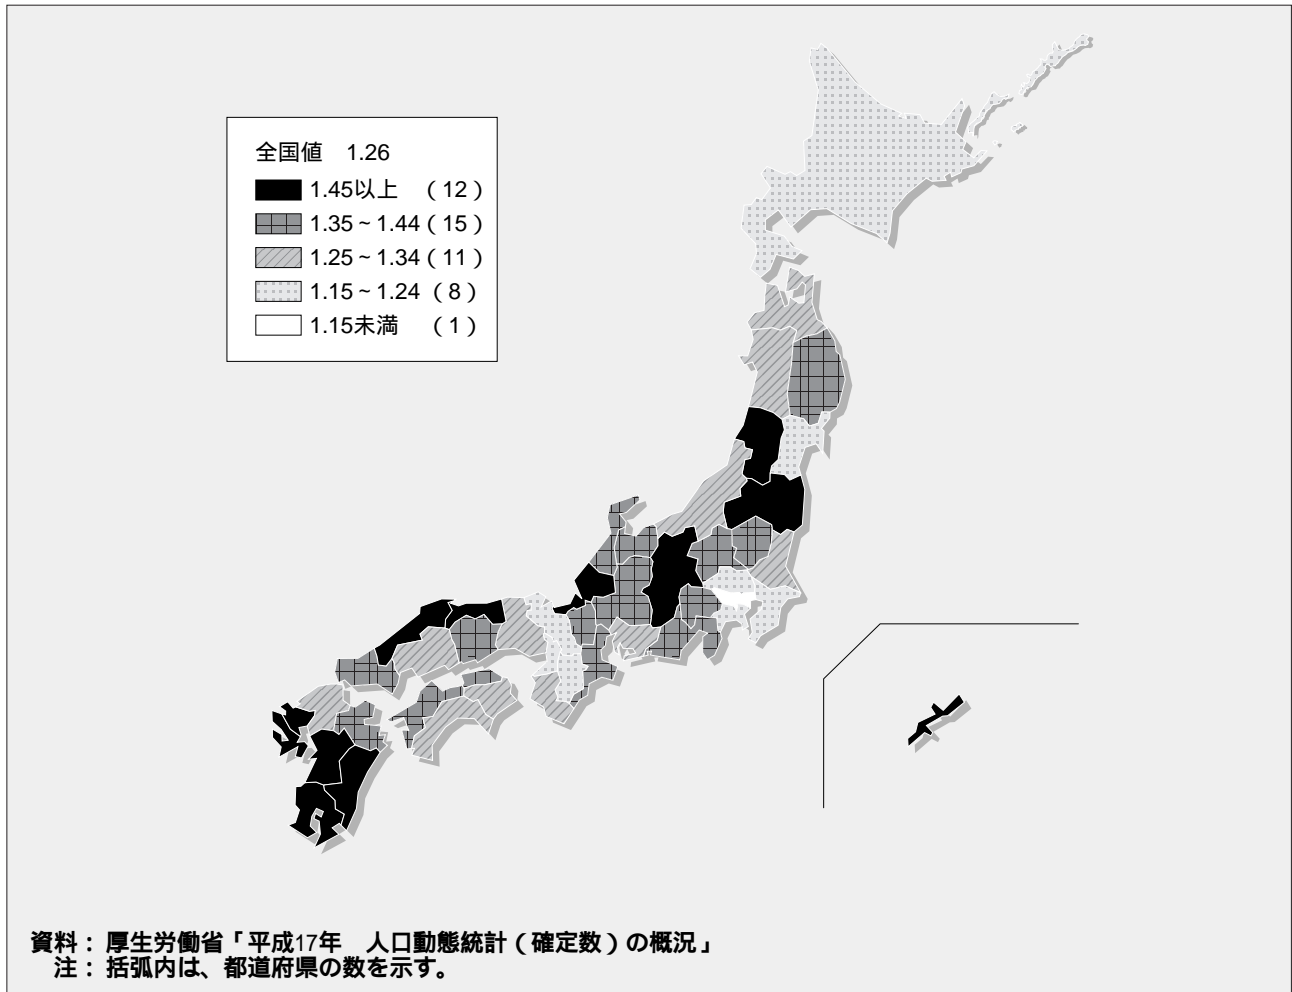 全国値　1.26
1.45以上　（12）
1.35～1.44（15）
1.25～1.34（11）
1.15～1.24（8）
1.15未満　（1）
資料：厚生労働省「平成17年　人口動態統計（確定数）の概況」
注：括弧内は、都道府県の数を示す。